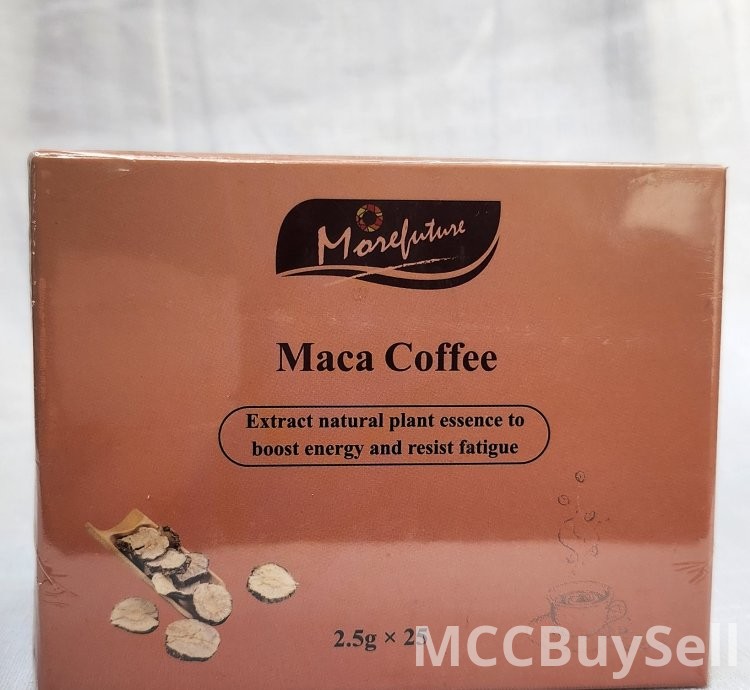 Morefuture
Maca Coffee
Extract natural plant essence to
boost energy and resist fatigue
2.5g × 25
MCCBuySell